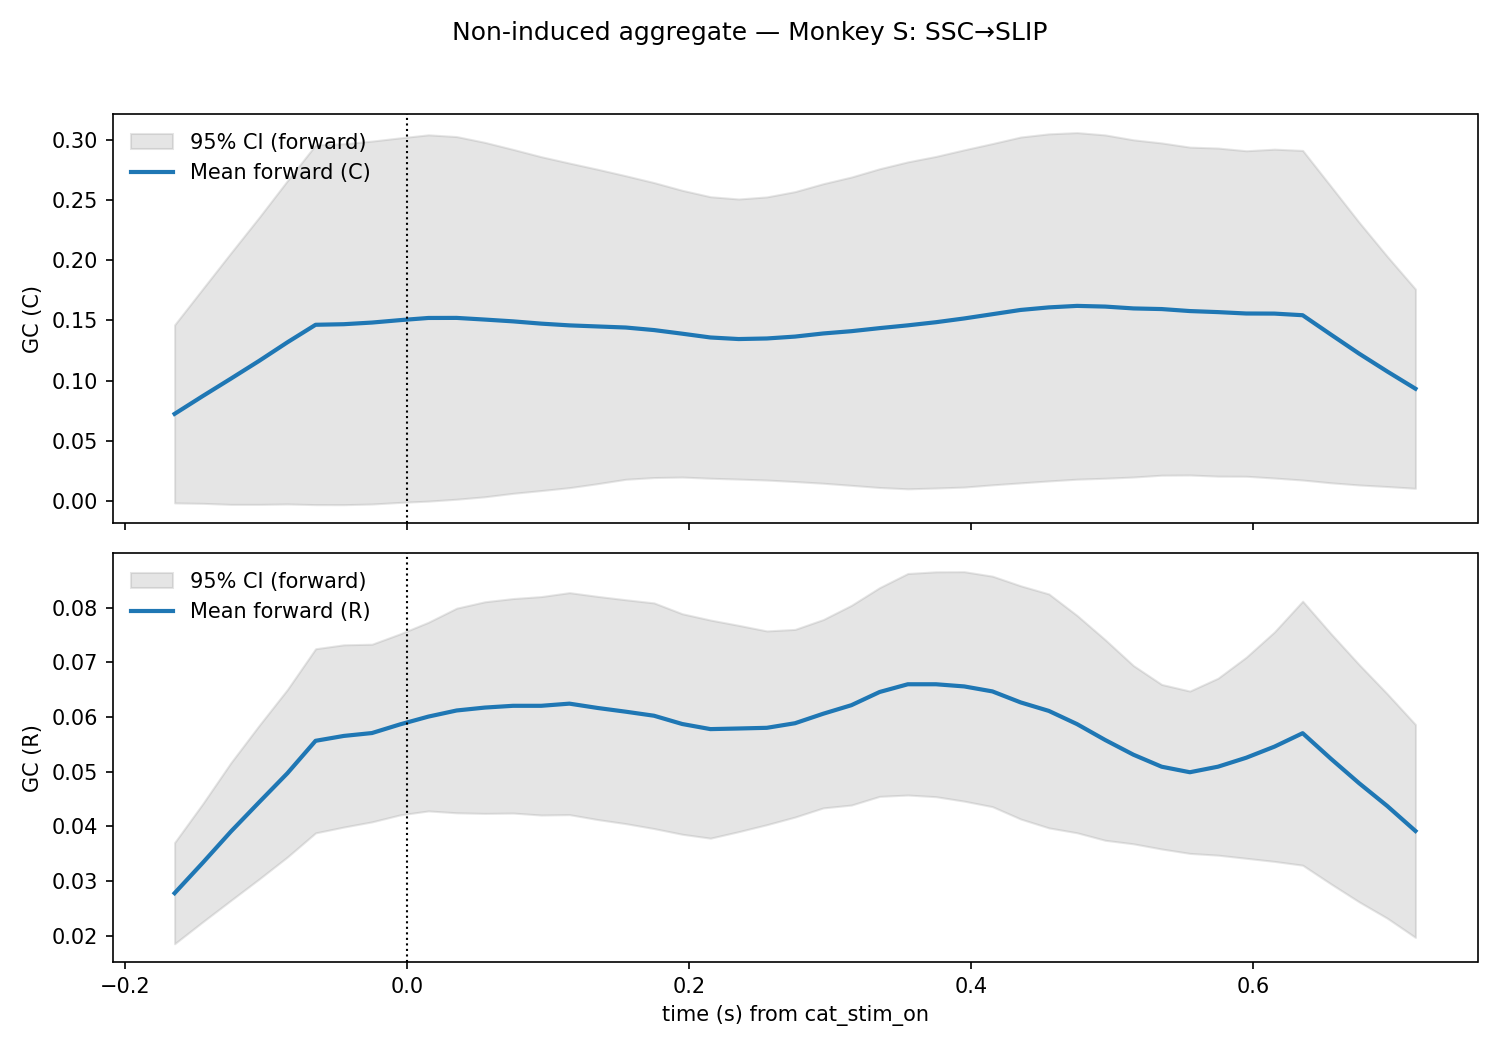 Non-induced aggregate — Monkey S: SSC→SLIP
95% CI (forward)
Mean forward (C)
GC (C)
0.30
0.25
0.20
0.15
0.10
0.05
0.00
95% CI (forward)
Mean forward (R)
GC (R)
0.08
0.07
0.06
0.05
0.04
0.03
0.02
−0.2 0.0 0.2 0.4 0.6
time (s) from cat_stim_on